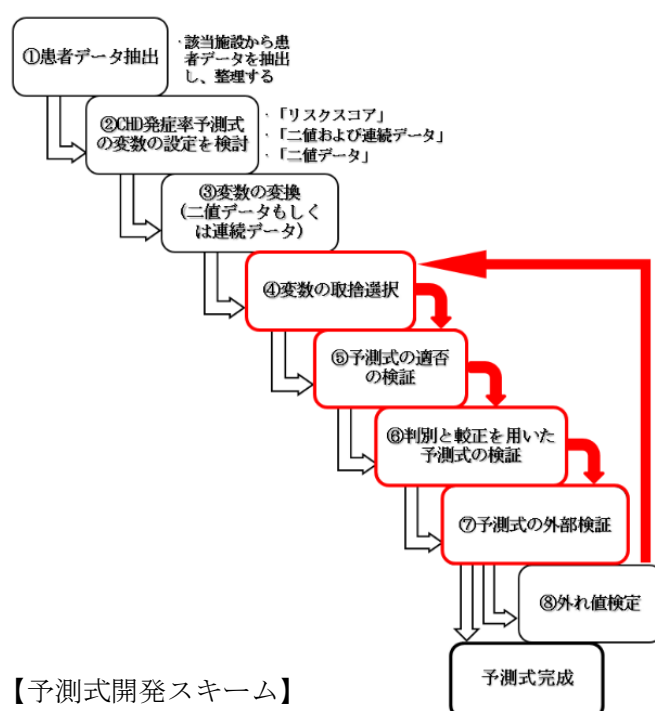 ①患者データ抽出
・該当施設から患
者データを抽出
し、整理する
②CHD発症率予測式
の変数の設定を検討
・「リスクスコア」
・「二値および連続データ」
・「二値データ」
③変数の変換
(二値データもしく
は連続データ)
④変数の取捨選択
⑤予測式の適否
の検証
⑥判別と較正を用いた
予測式の検証
⑦予測式の外部検証
⑧外れ値検定
予測式完成
【予測式開発スキーム】